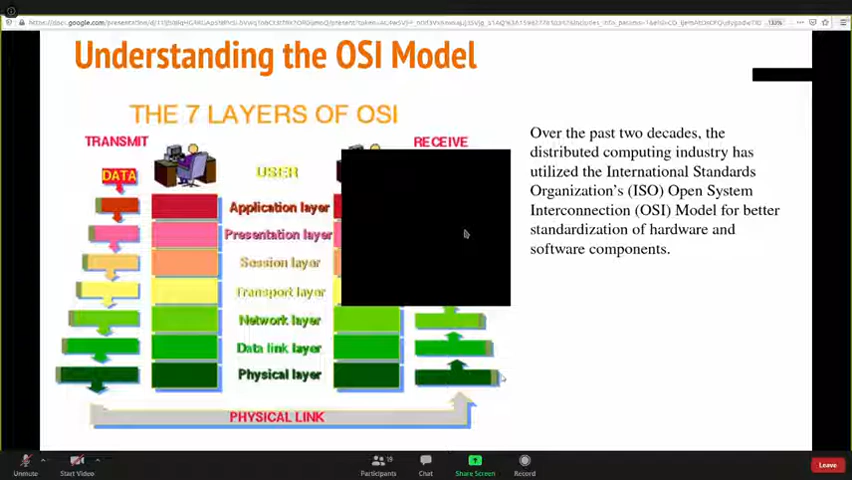 Understanding the OSI Model
THE 7 LAYERS OF OSI
TRANSMIT
RECEIVE
DATA
USER
Application layer
Presentation layer
Session layer
Transport layer
Network layer
Data link layer
Physical layer
PHYSICAL LINK
Over the past two decades, the
distributed computing industry has
utilized the International Standards
Organization's (ISO) Open System
Interconnection (OSI) Model for better
standardization of hardware and
software components.
Unmute
Start Video
Participants
19
Chat
Share Screen
Record
Leave